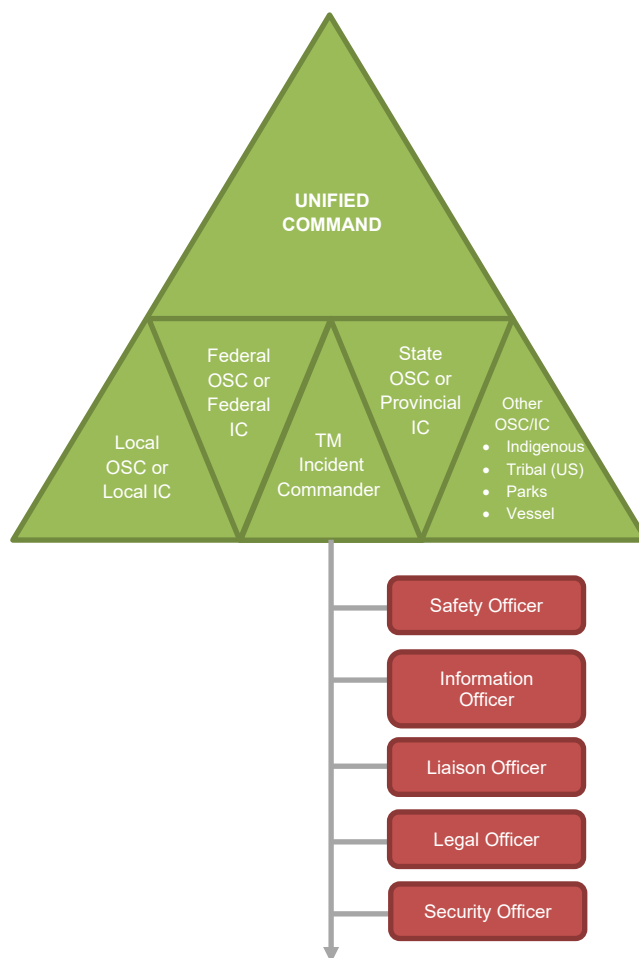 UNIFIED
COMMAND
Local
OSC or
Local IC
Federal
OSC or
Federal
IC
TM
Incident
Commander
State
OSC or
Provincial
IC
Other
OSC/IC
• Indigenous
• Tribal (US)
• Parks
• Vessel
Safety Officer
Information
Officer
Liaison Officer
Legal Officer
Security Officer